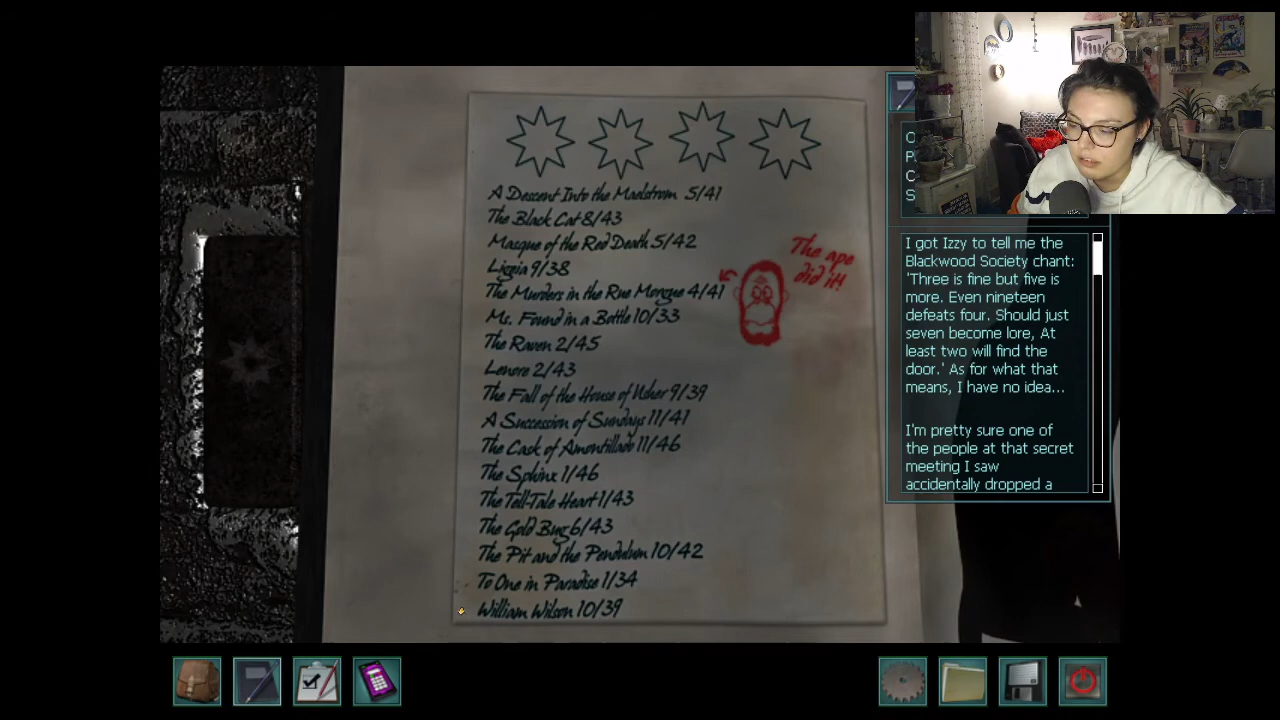 A Descent Into the Maelstrom 5/41
The Black Cat 8/43
Masque of the Red Death 5/42
Ligeia 9/38
The Murders in the Rue Morgue 4/41
Ms. Found in a Bottle 10/33
The Raven 2/45
Lenore 2/43
The Fall of the House of Usher 9/39
A Succession of Sundays 11/41
The Cask of Amontillado 11/46
The Sphinx 1/46
The Tell-Tale Heart 1/43
The Gold Bug 6/43
The Pit and the Pendulum 10/42
To One in Paradise 1/34
William Wilson 10/39
The ape
did it!
O
P
C
S
I got Izzy to tell me the
Blackwood Society chant:
'Three is fine but five is
more. Even nineteen
defeats four. Should just
seven become lore, At
least two will find the
door.' As for what that
means, I have no idea...
I'm pretty sure one of
the people at that secret
meeting I saw
accidentally dropped a